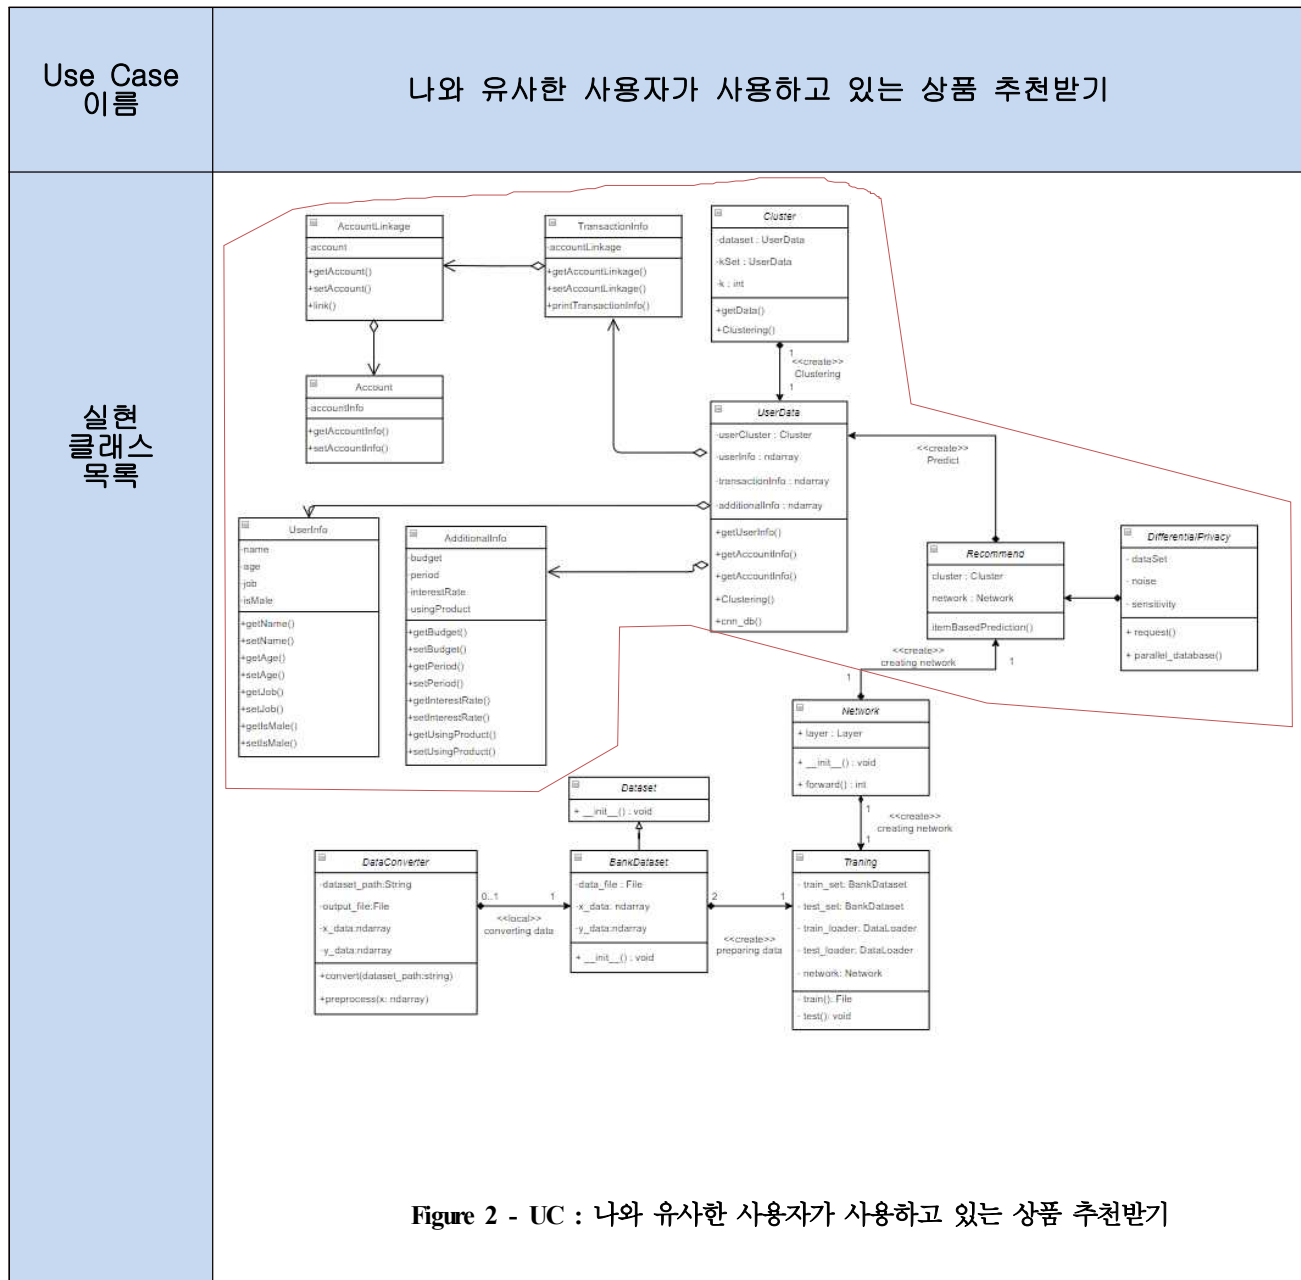 Use Case
이름
나와 유사한 사용자가 사용하고 있는 상품 추천받기
실현
클래스
목록
AccountLinkage
-account
+getAccount()
+setAccount()
+link()
TransactionInfo
-accountLinkage
+getAccountLinkage()
+setAccountLinkage()
+printTransactionInfo()
Cluster
-dataset : UserData
-kSet : UserData
-k : int
+getData()
+Clustering()
1
<<create>>
Clustering
1
Account
-accountInfo
+getAccountInfo()
+setAccountInfo()
UserData
-userCluster : Cluster
-userInfo : ndarray
-transactionInfo : ndarray
-additionalInfo : ndarray
+getUserInfo()
+getAccountInfo()
+getAccountInfo()
+Clustering()
+cnn_db()
<<create>>
Predict
UserInfo
-name
-age
-job
-isMale
+getName()
+setName()
+getAge()
+setAge()
+getJob()
+setJob()
+getIsMale()
+setIsMale()
AdditionalInfo
-budget
-period
-interestRate
-usingProduct
+getBudget()
+setBudget()
+getPeriod()
+setPeriod()
+getInterestRate()
+setInterestRate()
+getUsingProduct()
+setUsingProduct()
Recommend
cluster : Cluster
network : Network
itemBasedPrediction()
DifferentialPrivacy
- dataSet
- noise
- sensitivity
+ request()
+ parallel_database()
<<create>>
creating network
1
1
Network
+ layer : Layer
+ __init__() : void
+ forward() : int
1
<<create>>
creating network
1
Dataset
+ __init__() : void
DataConverter
-dataset_path:String
-output_file:File
-x_data:ndarray
-y_data:ndarray
+convert(dataset_path:string)
+preprocess(x: ndarray)
0..1
1
<<local>>
converting data
BankDataset
-data_file : File
-x_data: ndarray
-y_data:ndarray
+ __init__() : void
2
1
<<create>>
preparing data
Traning
- train_set: BankDataset
- test_set: BankDataset
- train_loader: DataLoader
- test_loader: DataLoader
- network: Network
- train(): File
- test(): void
Figure 2 - UC : 나와 유사한 사용자가 사용하고 있는 상품 추천받기